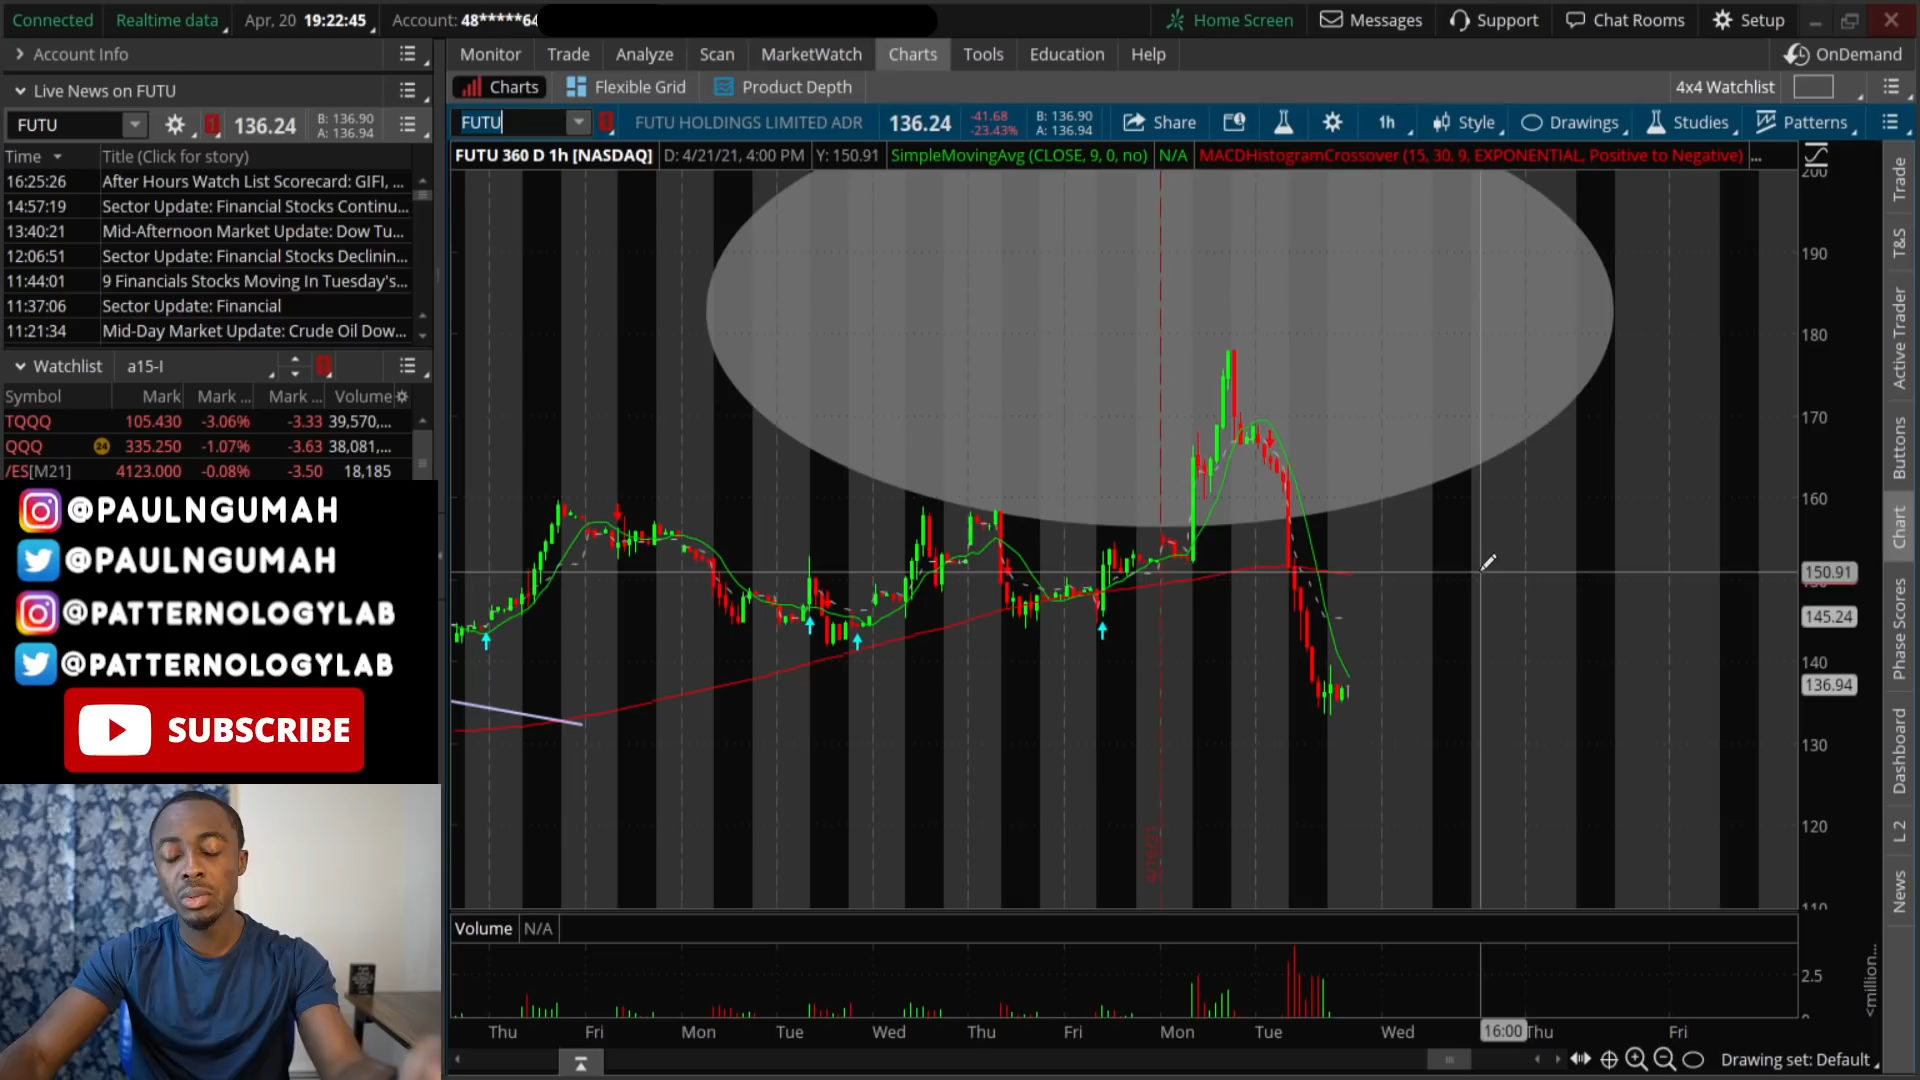 Connected Realtime data Apr, 20 19:22:45 Account: 48*****64 Home Screen Messages Support Chat Rooms Setup
Account Info
Monitor Trade Analyze Scan MarketWatch Charts Tools Education Help OnDemand
Live News on FUTU
Charts Flexible Grid Product Depth 4x4 Watchlist
FUTU 136.24 B: 136.90 A: 136.94
FUTU FUTU HOLDINGS LIMITED ADR 136.24 -41.68 -23.43% B: 136.90 A: 136.94 Share 1h Style Drawings Studies Patterns
Time Title (Click for story)
FUTU 360 D 1h [NASDAQ] D: 4/21/21, 4:00 PM Y: 150.91 SimpleMovingAvg (CLOSE, 9, 0, no) N/A MACDHistogramCrossover (15, 30, 9, EXPONENTIAL, Positive to Negative) ...
16:25:26 After Hours Watch List Scorecard: GIFI, ...
14:57:19 Sector Update: Financial Stocks Continu...
13:40:21 Mid-Afternoon Market Update: Dow Tu...
12:06:51 Sector Update: Financial Stocks Declinin...
11:44:01 9 Financials Stocks Moving In Tuesday's...
11:37:06 Sector Update: Financial
11:21:34 Mid-Day Market Update: Crude Oil Dow...
Watchlist a15-I
Symbol Mark Mark ... Mark ... Volume
TQQQ 105.430 -3.06% -3.33 39,570,...
QQQ 24 335.250 -1.07% -3.63 38,081,...
/ES[M21] 4123.000 -0.08% -3.50 18,185
@PAULNGUMAH
@PAULNGUMAH
@PATTERNOLOGYLAB
@PATTERNOLOGYLAB
SUBSCRIBE
200
190
180
170
160
150.91
145.24
140
136.94
130
120
110
Volume N/A
2.5
<million...
0
Thu Fri Mon Tue Wed Thu Fri Mon Tue Wed 16:00 Thu Fri
Drawing set: Default
Trade
T&S
Active Trader
Buttons
Chart
Phase Scores
Dashboard
L 2
News